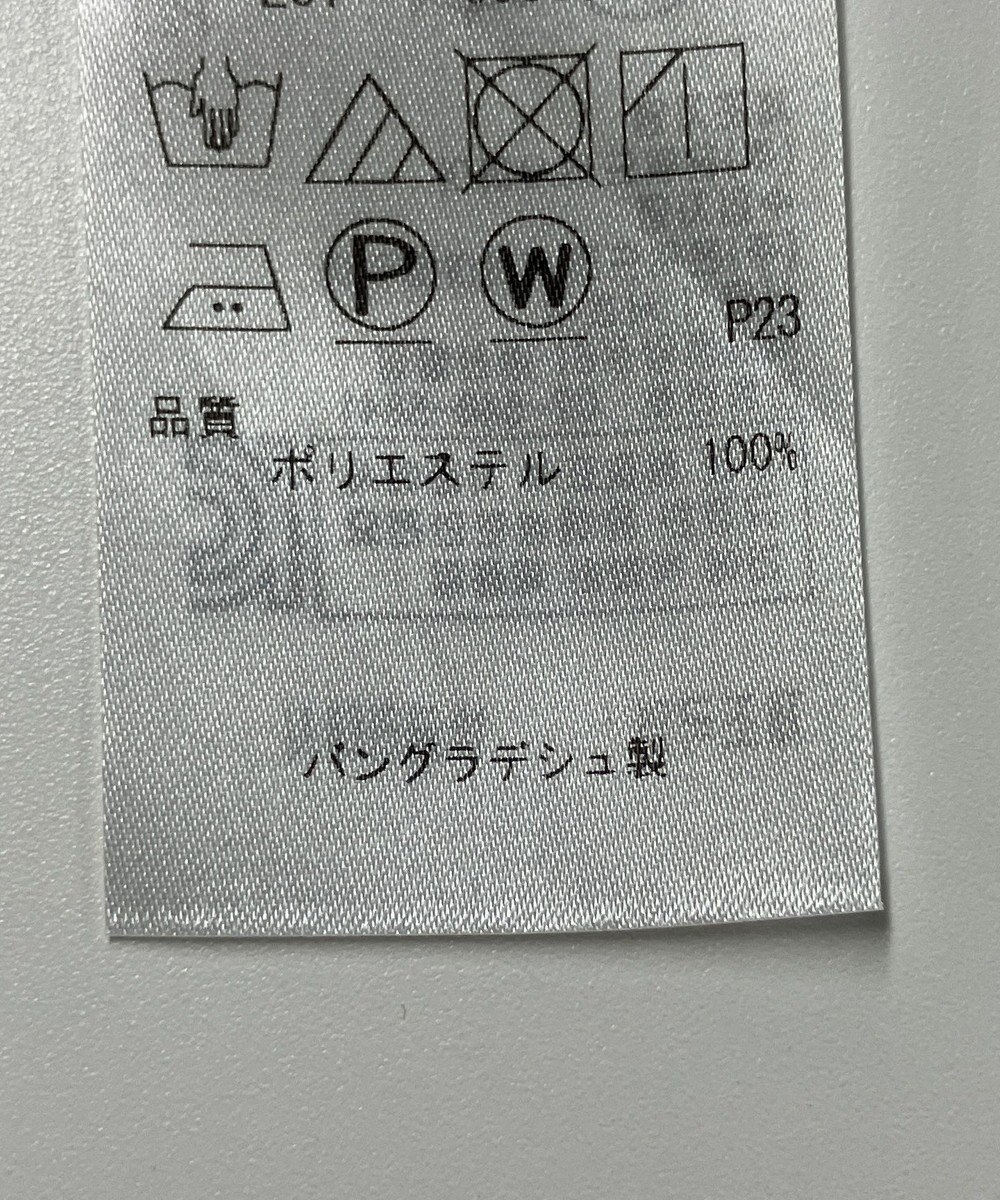 P W P23
品質
ポリエステル 100%
バングラデシュ製